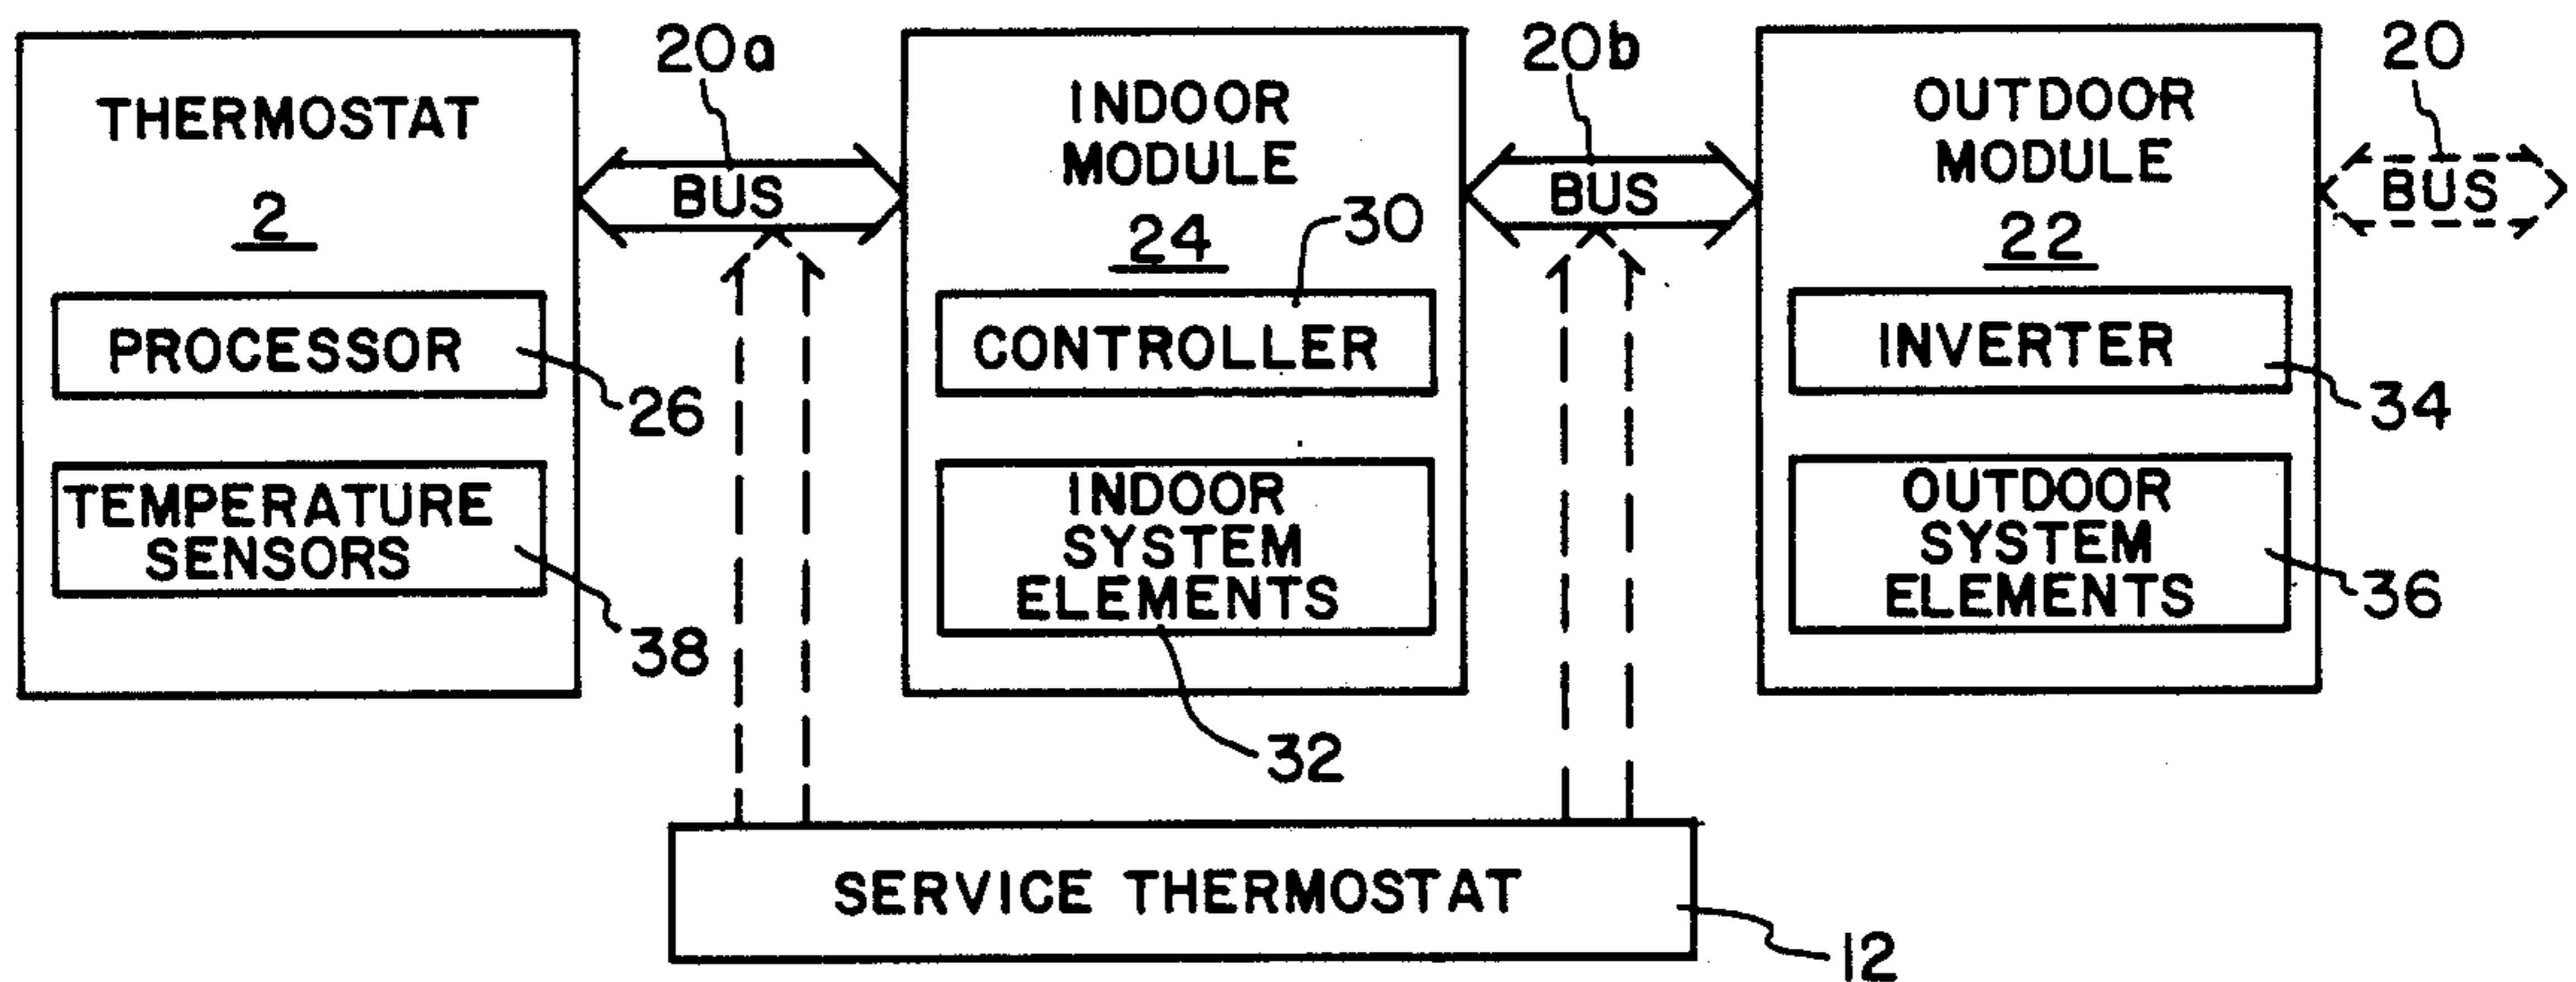 THERMOSTAT
2
PROCESSOR
26
TEMPERATURE
SENSORS
38
20a
BUS
INDOOR
MODULE
24
30
CONTROLLER
INDOOR
SYSTEM
ELEMENTS
32
20b
BUS
OUTDOOR
MODULE
22
INVERTER
34
OUTDOOR
SYSTEM
ELEMENTS
36
20
BUS
SERVICE THERMOSTAT
12